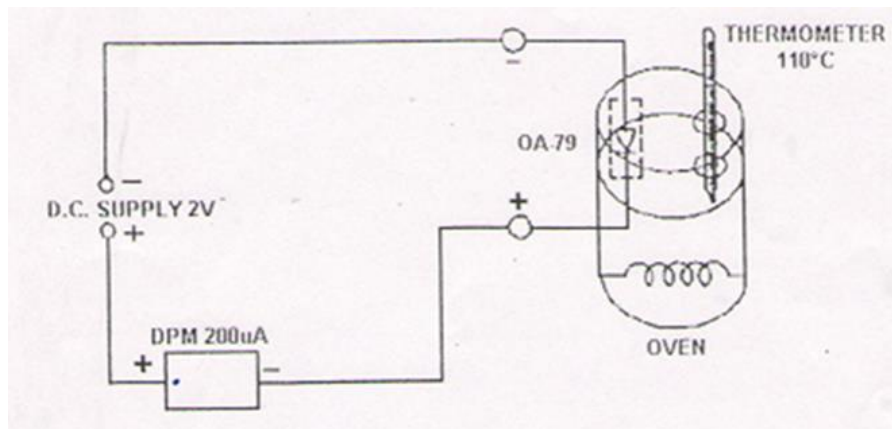 THERMOMETER
110°C
−
OA-79
−
D.C. SUPPLY 2V
+
+
DPM 200uA
+
−
OVEN